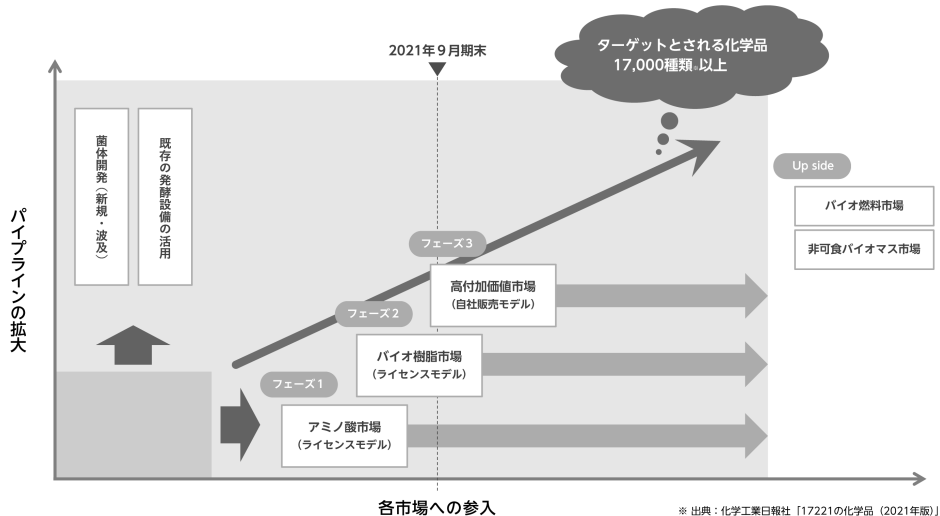 2021年9月期末
ターゲットとされる化学品
17,000種類※以上
パイプラインの拡大
菌体開発（新規・波及）
既存の発酵設備の活用
Up side
バイオ燃料市場
非可食バイオマス市場
フェーズ3
高付加価値市場
（自社販売モデル）
フェーズ2
バイオ樹脂市場
（ライセンスモデル）
フェーズ1
アミノ酸市場
（ライセンスモデル）
各市場への参入
※ 出典：化学工業日報社「17221の化学品（2021年版）」